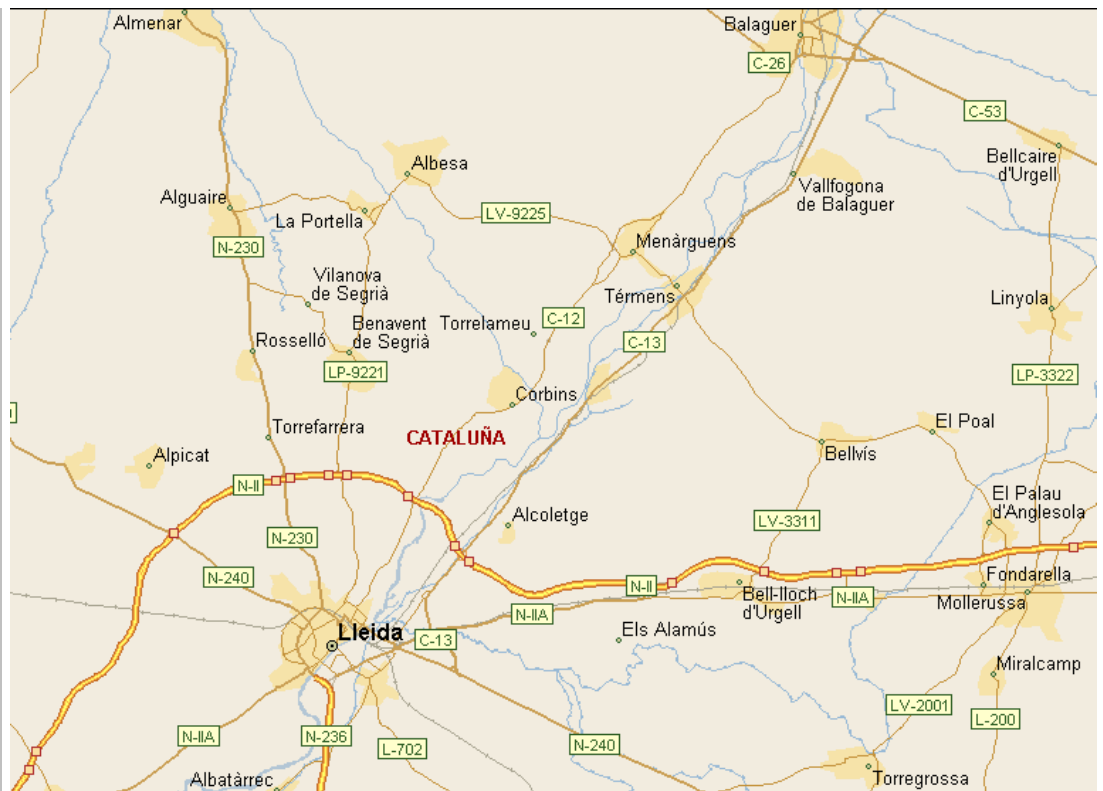 Almenar
Balaguer
C-26
C-53
Bellcaire
d'Urgell
Albesa
Alguaire
La Portella
LV-9225
Vallfogona
de Balaguer
N-230
Menàrguens
Vilanova
de Segrià
Térmens
Linyola
Torrelameu
C-12
Rosselló
Benavent
de Segrià
C-13
LP-9221
LP-3322
Corbins
Torrefarrera
CATALUÑA
El Poal
Alpicat
Bellvís
N-II
El Palau
d'Anglesola
Alcoletge
LV-3311
N-230
N-240
N-II
Fondarella
Bell-lloch
d'Urgell
N-IIA
Mollerussa
N-IIA
Lleida
C-13
Els Alamús
Miralcamp
LV-2001
L-200
N-IIA
N-236
L-702
N-240
Albatàrrec
Torregrossa